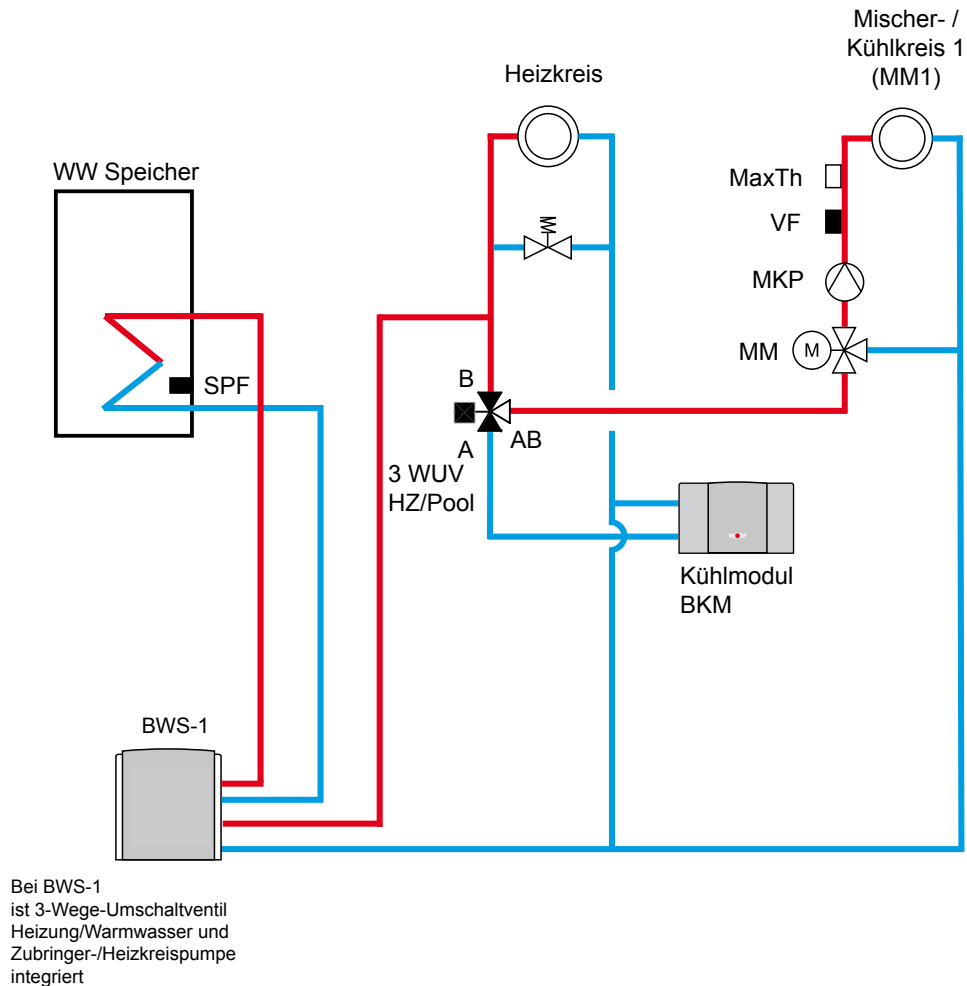 Mischer- /
Kühlkreis 1
(MM1)
Heizkreis
WW Speicher
MaxTh
VF
MKP
MM
M
SPF
B
A
AB
3 WUV
HZ/Pool
Kühlmodul
BKM
BWS-1
Bei BWS-1
ist 3-Wege-Umschaltventil
Heizung/Warmwasser und
Zubringer-/Heizkreispumpe
integriert